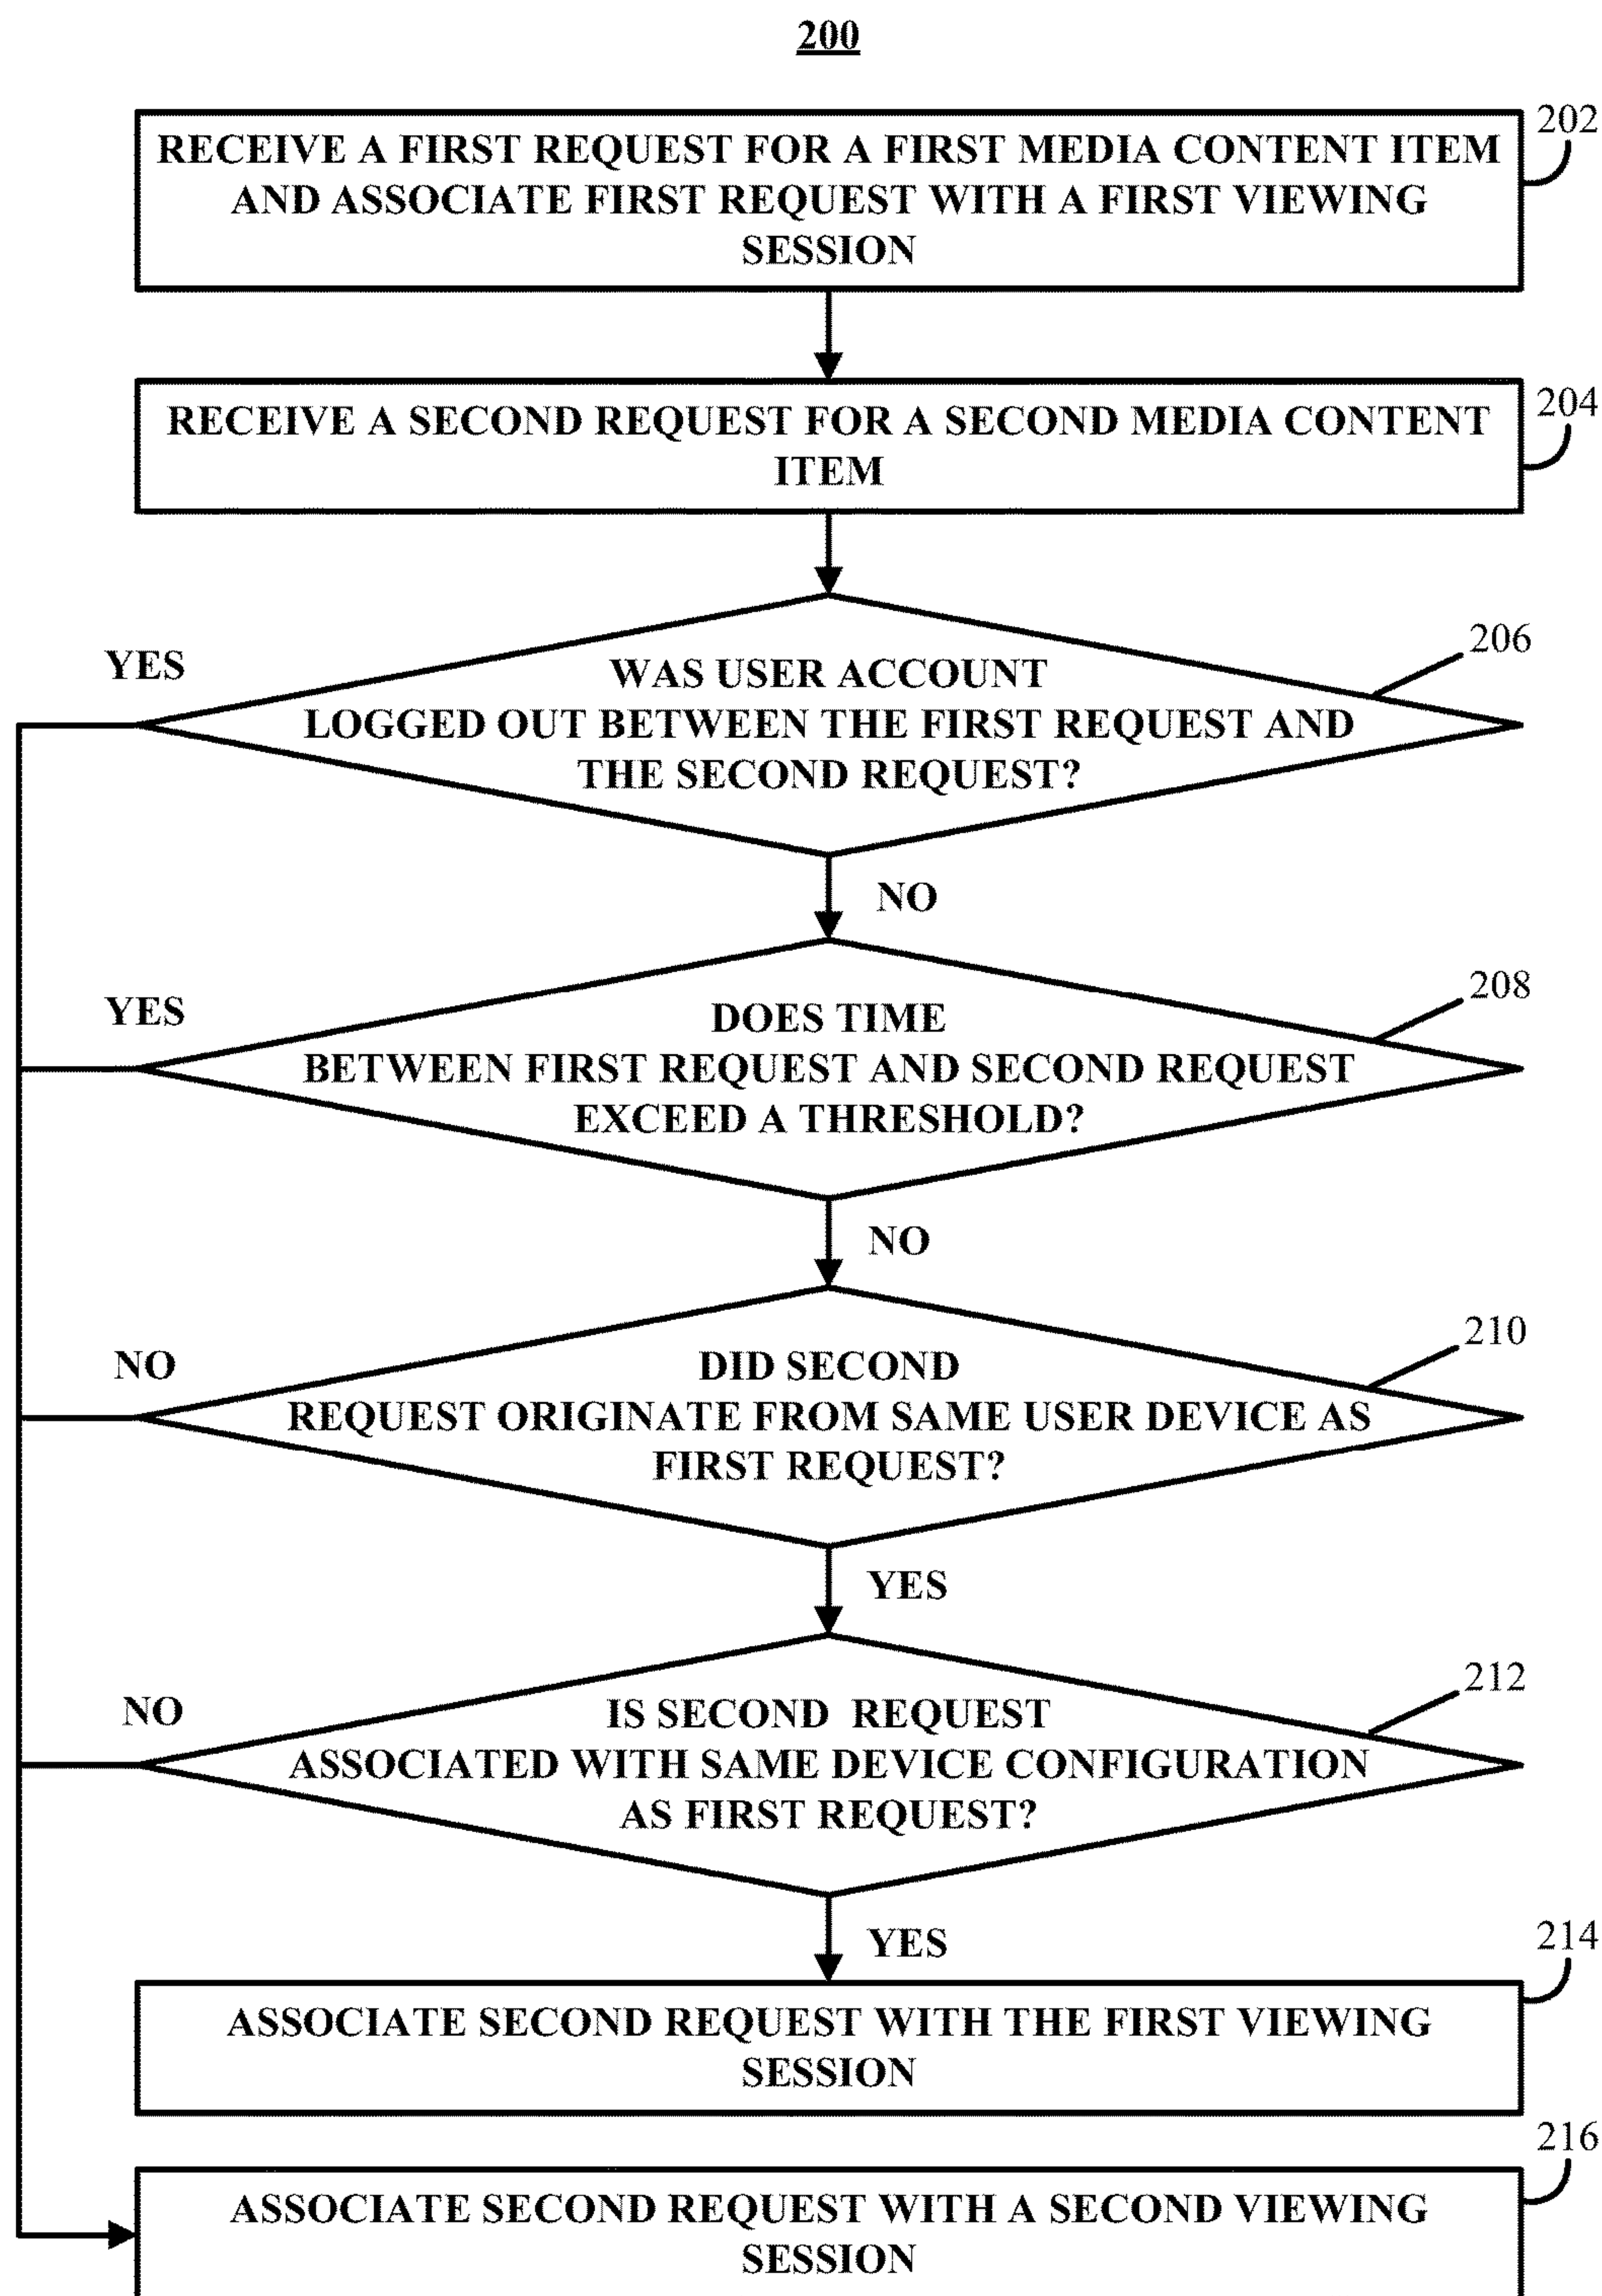 200
202
RECEIVE A FIRST REQUEST FOR A FIRST MEDIA CONTENT ITEM
AND ASSOCIATE FIRST REQUEST WITH A FIRST VIEWING
SESSION
204
RECEIVE A SECOND REQUEST FOR A SECOND MEDIA CONTENT
ITEM
206
YES
WAS USER ACCOUNT
LOGGED OUT BETWEEN THE FIRST REQUEST AND
THE SECOND REQUEST?
NO
208
YES
DOES TIME
BETWEEN FIRST REQUEST AND SECOND REQUEST
EXCEED A THRESHOLD?
NO
210
NO
DID SECOND
REQUEST ORIGINATE FROM SAME USER DEVICE AS
FIRST REQUEST?
YES
212
NO
IS SECOND REQUEST
ASSOCIATED WITH SAME DEVICE CONFIGURATION
AS FIRST REQUEST?
YES
214
ASSOCIATE SECOND REQUEST WITH THE FIRST VIEWING
SESSION
216
ASSOCIATE SECOND REQUEST WITH A SECOND VIEWING
SESSION